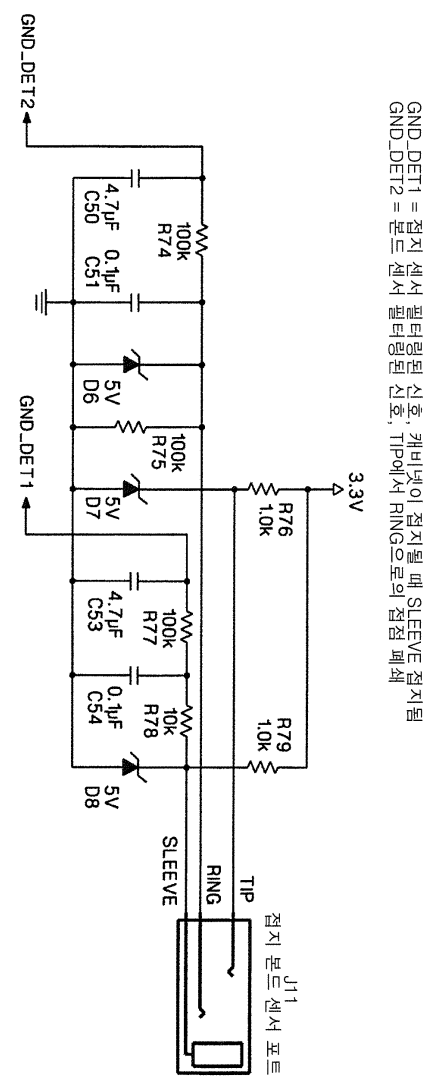 GND_DET1 = 접지 센서 필터링된 신호, 캐비넷이 접지될 때 SLEEVE 접지됨
GND_DET2 = 본드 센서 필터링된 신호, TIP에서 RING으로의 접점 폐쇄
3.3V
R76
1.0k
R79
1.0k
GND_DET2
4.7µF
C50
100k
R74
0.1µF
C51
5V
D6
100k
R75
5V
D7
GND_DET1
4.7µF
C53
100k
R77
0.1µF
C54
10k
R78
5V
D8
TIP
RING
SLEEVE
J11
접지 본드 센서 포트